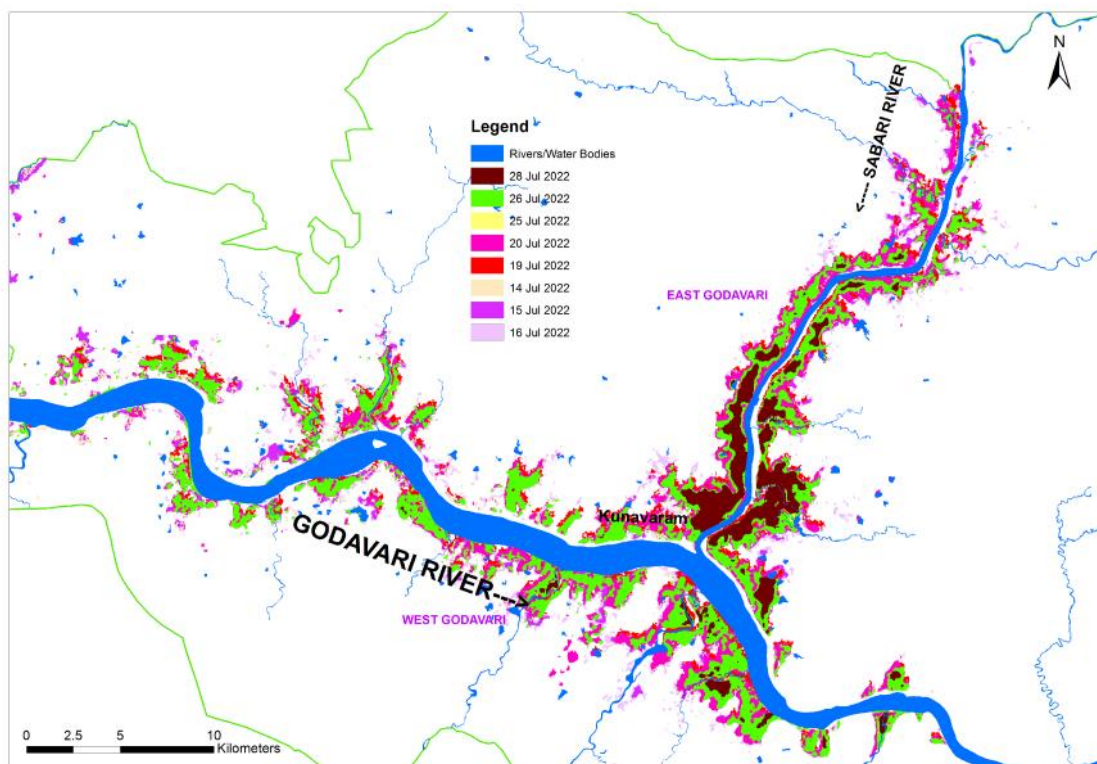 N
<---- SABARI RIVER
Legend
Rivers/Water Bodies
28 Jul 2022
26 Jul 2022
25 Jul 2022
20 Jul 2022
19 Jul 2022
14 Jul 2022
15 Jul 2022
16 Jul 2022
EAST GODAVARI
Kunavaram
GODAVARI RIVER---->
WEST GODAVARI
0 2.5 5 10
Kilometers